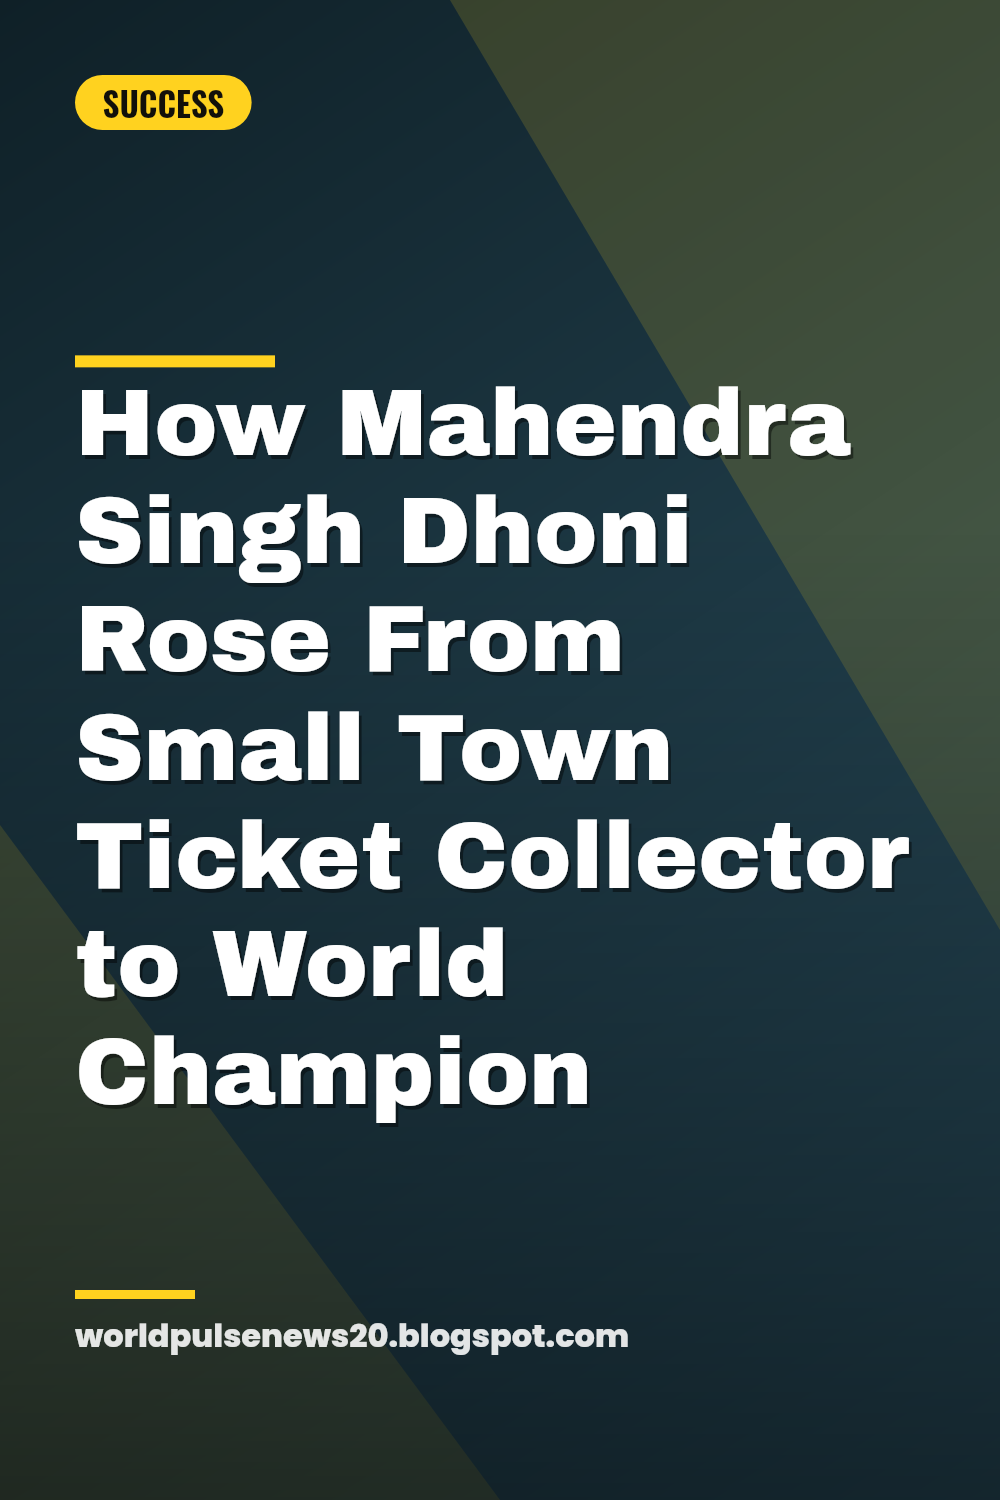 SUCCESS
How Mahendra
Singh Dhoni
Rose From
Small Town
Ticket Collector
to World
Champion
worldpulsenews20.blogspot.com